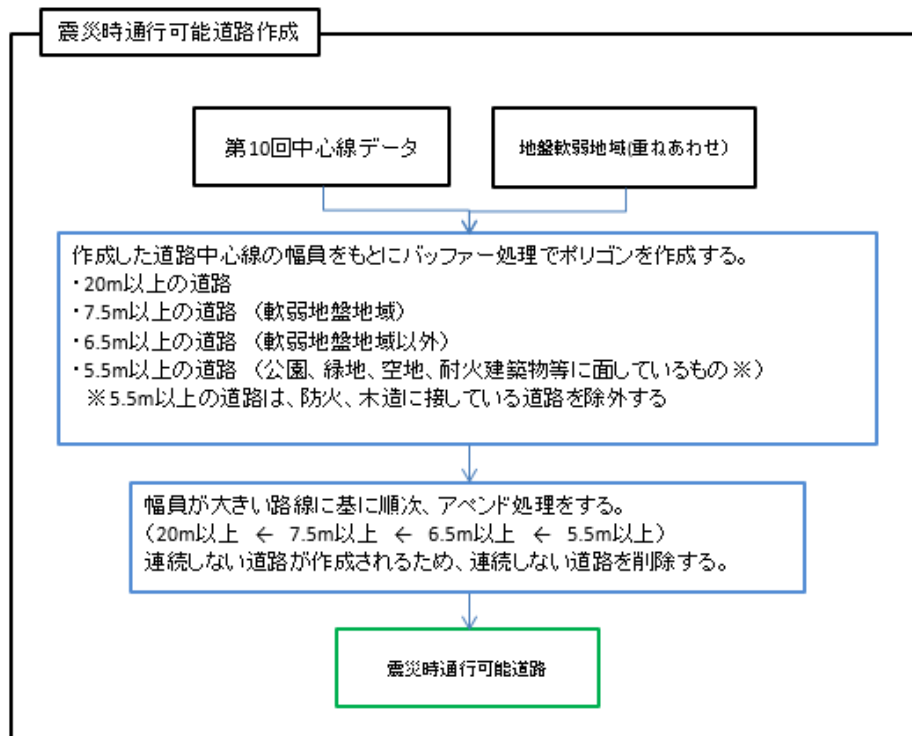 震災時通行可能道路作成
第10回中心線データ
地盤軟弱地域(重ねあわせ)
作成した道路中心線の幅員をもとにバッファー処理でポリゴンを作成する。
・20m以上の道路
・7.5m以上の道路 (軟弱地盤地域)
・6.5m以上の道路 (軟弱地盤地域以外)
・5.5m以上の道路 (公園、緑地、空地、耐火建築物等に面しているもの※)
※5.5m以上の道路は、防火、木造に接している道路を除外する
幅員が大きい路線に基に順次、アペンド処理をする。
(20m以上 ← 7.5m以上 ← 6.5m以上 ← 5.5m以上)
連続しない道路が作成されるため、連続しない道路を削除する。
震災時通行可能道路